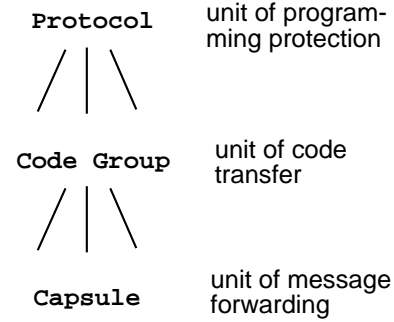 Protocol
unit of program-
ming protection
Code Group
unit of code
transfer
Capsule
unit of message
forwarding